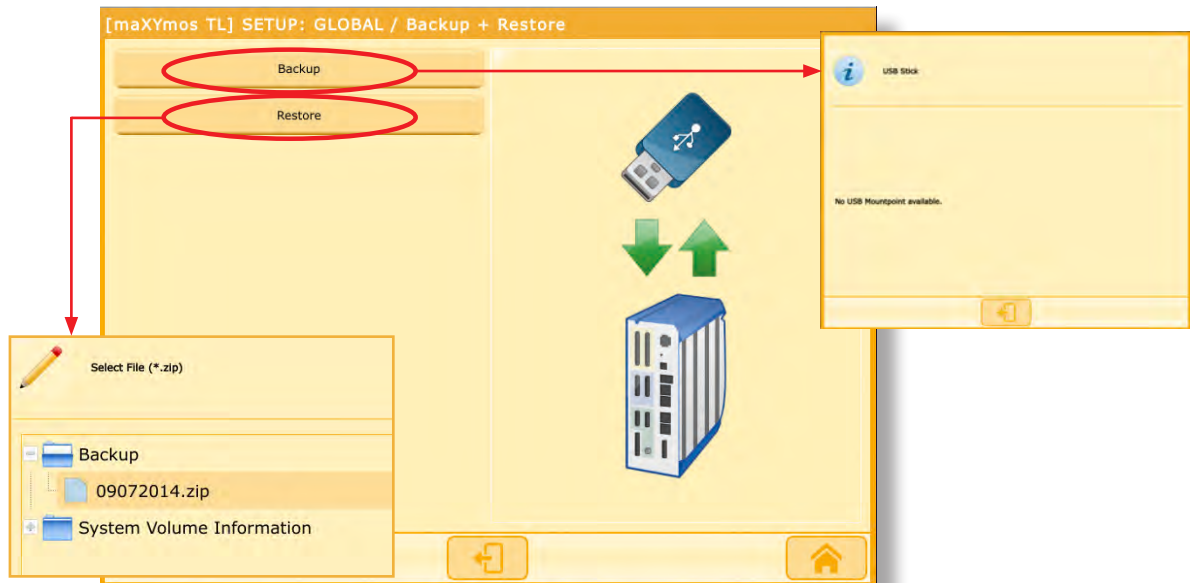 [maXYmos TL] SETUP: GLOBAL / Backup + Restore
Backup
Restore
USB Stick
No USB Mountpoint available.
Select File (*.zip)
Backup
09072014.zip
System Volume Information